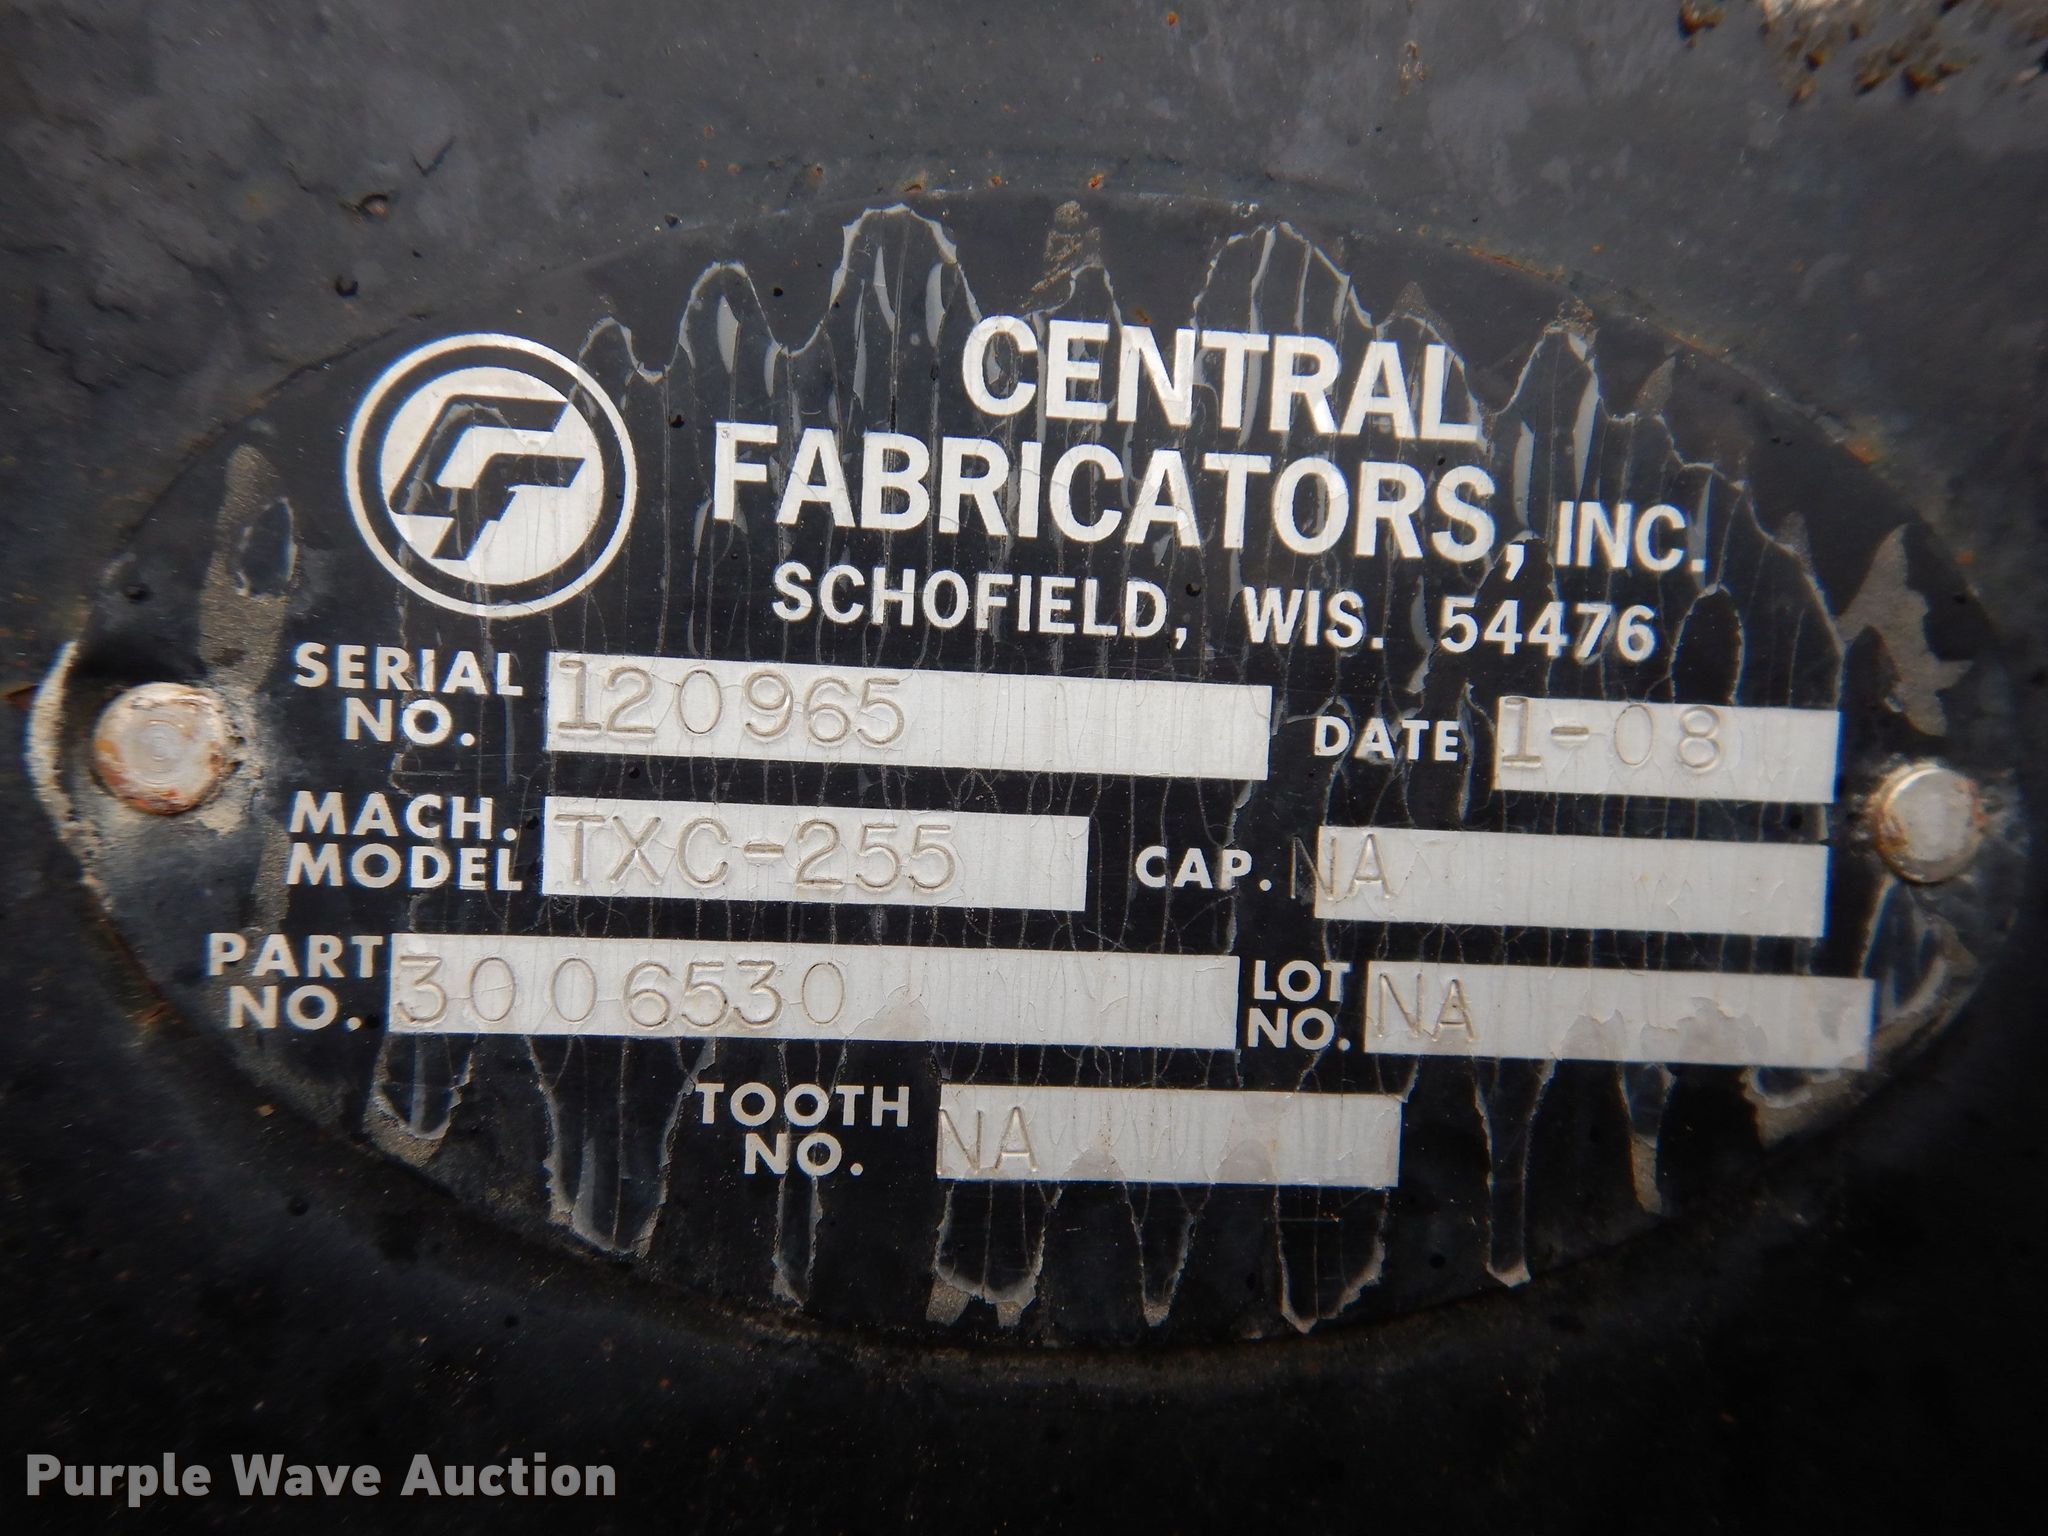 CENTRAL
FABRICATORS, INC.
SCHOFIELD, WIS. 54476
SERIAL NO. 120965 DATE 1-08
MACH. MODEL TXC-255 CAP. NA
PART NO. 3006530 LOT NO. NA
TOOTH NO. NA
Purple Wave Auction